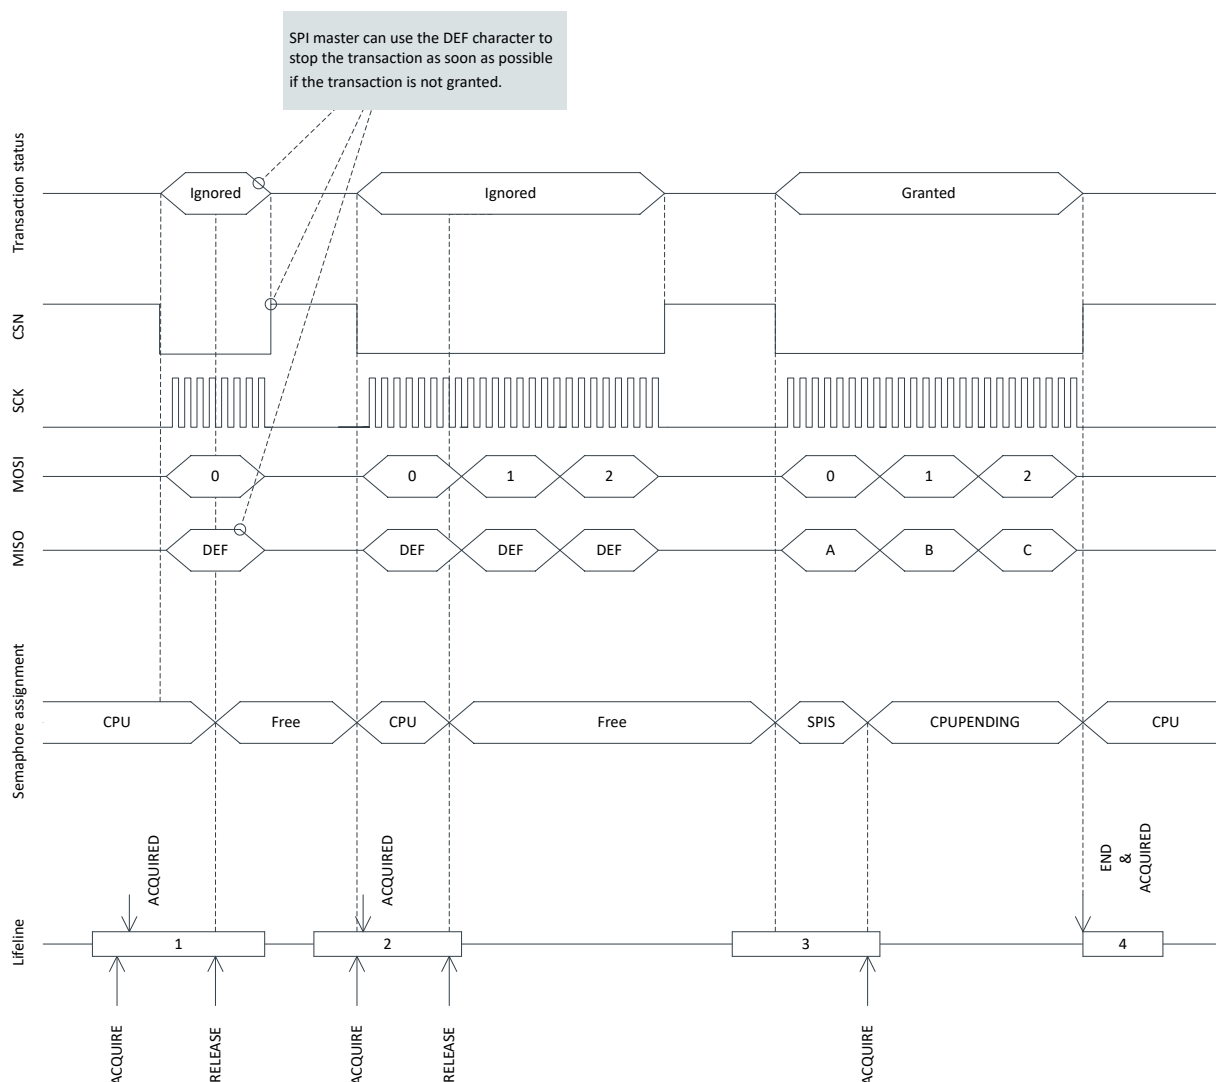 SPI master can use the DEF character to
stop the transaction as soon as possible
if the transaction is not granted.
Transaction status
Ignored
Ignored
Granted
CSN
SCK
MOSI
0
0
1
2
0
1
2
MISO
DEF
DEF
DEF
DEF
A
B
C
Semaphore assignment
CPU
Free
CPU
Free
SPIS
CPUPENDING
CPU
ACQUIRED
ACQUIRED
END
&
ACQUIRED
Lifeline
1
2
3
4
ACQUIRE
RELEASE
ACQUIRE
RELEASE
ACQUIRE